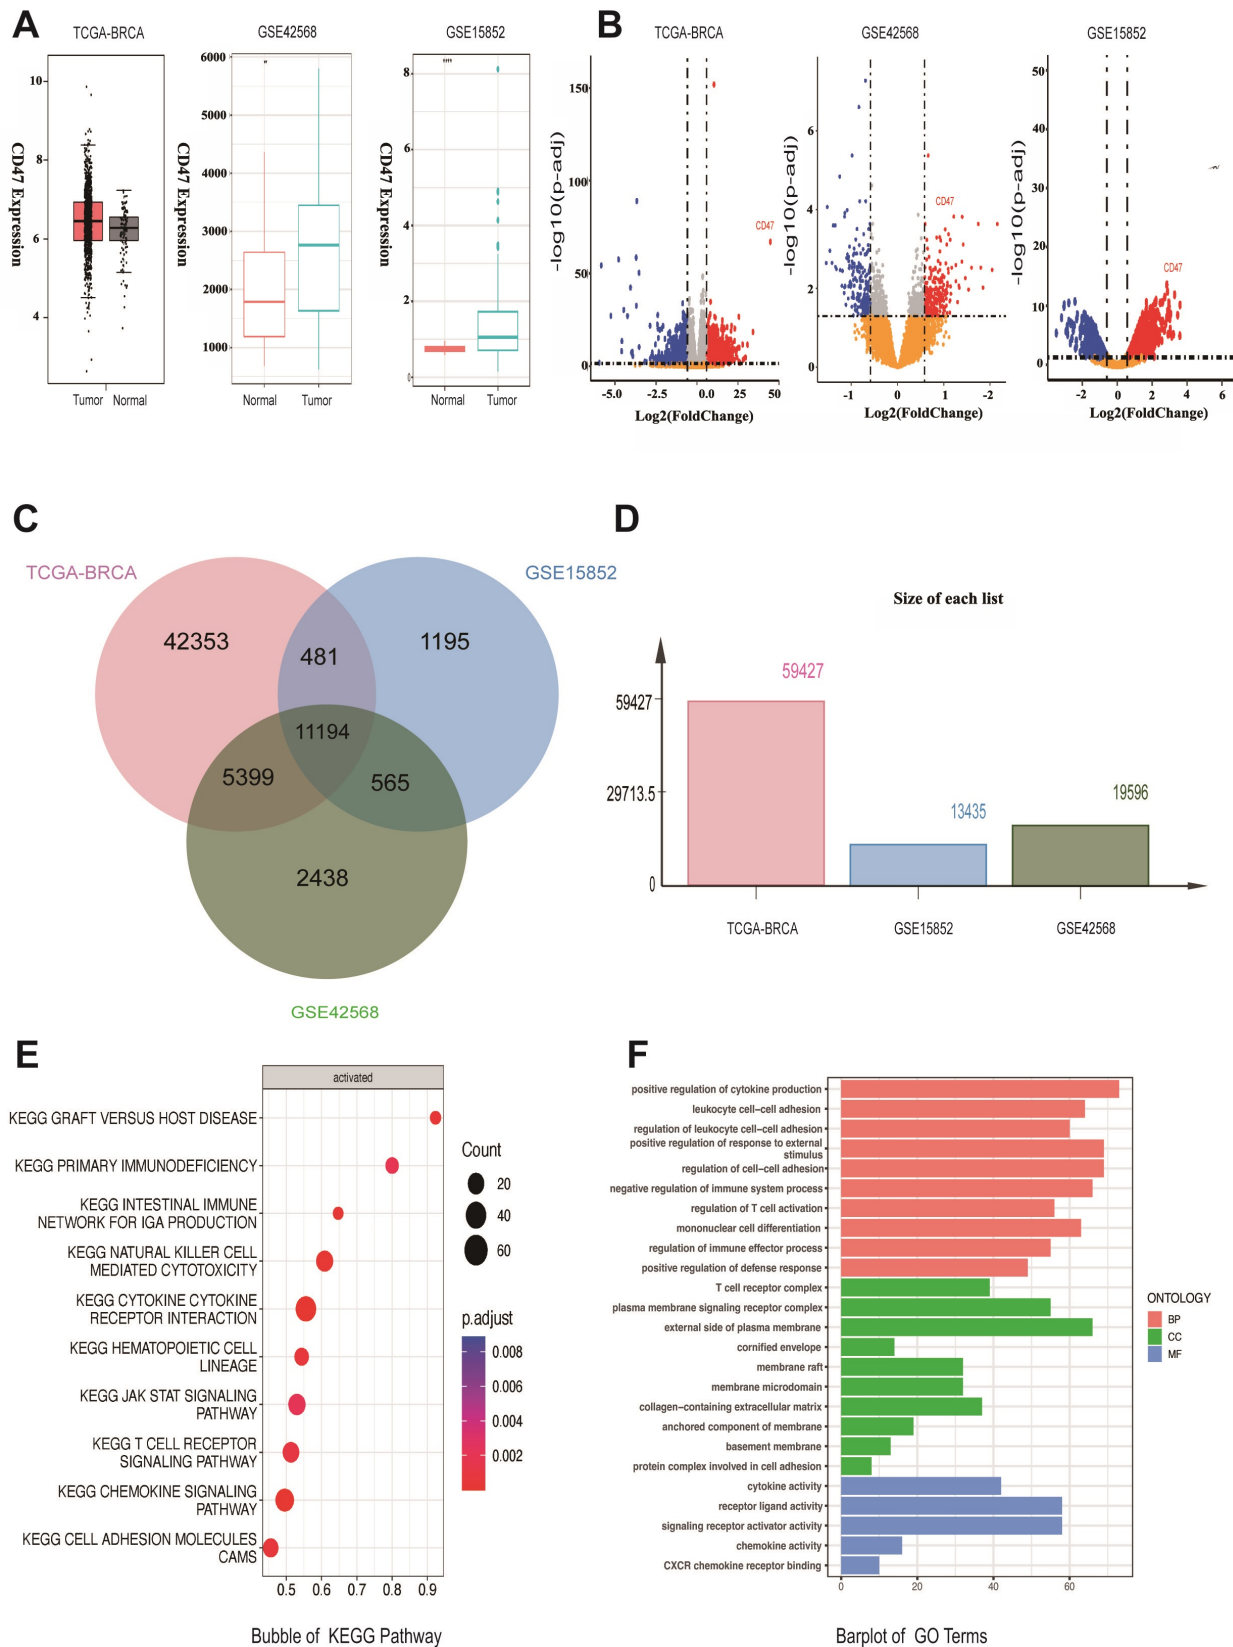 A
TCGA-BRCA
GSE42568
GSE15852
CD47 Expression
10
8
6
4
Tumor
Normal
CD47 Expression
6000
5000
4000
3000
2000
1000
*
Normal
Tumor
CD47 Expression
8
6
4
2
0
****
Normal
Tumor
B
TCGA-BRCA
GSE42568
GSE15852
-log10(p-adj)
150
100
50
0
CD47
-5.0
-2.5
0.0
25
50
Log2(FoldChange)
-log10(p-adj)
6
4
2
0
CD47
-1
0
1
-2
Log2(FoldChange)
-log10(p-adj)
50
40
30
20
10
0
CD47
-2
0
2
4
6
Log2(FoldChange)
C
TCGA-BRCA
GSE15852
42353
481
1195
11194
5399
565
2438
GSE42568
D
Size of each list
59427
29713.5
0
59427
13435
19596
TCGA-BRCA
GSE15852
GSE42568
E
activated
KEGG GRAFT VERSUS HOST DISEASE
KEGG PRIMARY IMMUNODEFICIENCY
KEGG INTESTINAL IMMUNE
NETWORK FOR IGA PRODUCTION
KEGG NATURAL KILLER CELL
MEDIATED CYTOTOXICITY
KEGG CYTOKINE CYTOKINE
RECEPTOR INTERACTION
KEGG HEMATOPOIETIC CELL
LINEAGE
KEGG JAK STAT SIGNALING
PATHWAY
KEGG T CELL RECEPTOR
SIGNALING PATHWAY
KEGG CHEMOKINE SIGNALING
PATHWAY
KEGG CELL ADHESION MOLECULES
CAMS
0.5
0.6
0.7
0.8
0.9
Count
20
40
60
p.adjust
0.008
0.006
0.004
0.002
Bubble of KEGG Pathway
F
positive regulation of cytokine production
leukocyte cell-cell adhesion
regulation of leukocyte cell-cell adhesion
positive regulation of response to external
stimulus
regulation of cell-cell adhesion
negative regulation of immune system process
regulation of T cell activation
mononuclear cell differentiation
regulation of immune effector process
positive regulation of defense response
T cell receptor complex
plasma membrane signaling receptor complex
external side of plasma membrane
cornified envelope
membrane raft
membrane microdomain
collagen-containing extracellular matrix
anchored component of membrane
basement membrane
protein complex involved in cell adhesion
cytokine activity
receptor ligand activity
signaling receptor activator activity
chemokine activity
CXCR chemokine receptor binding
0
20
40
60
ONTOLOGY
BP
CC
MF
Barplot of GO Terms